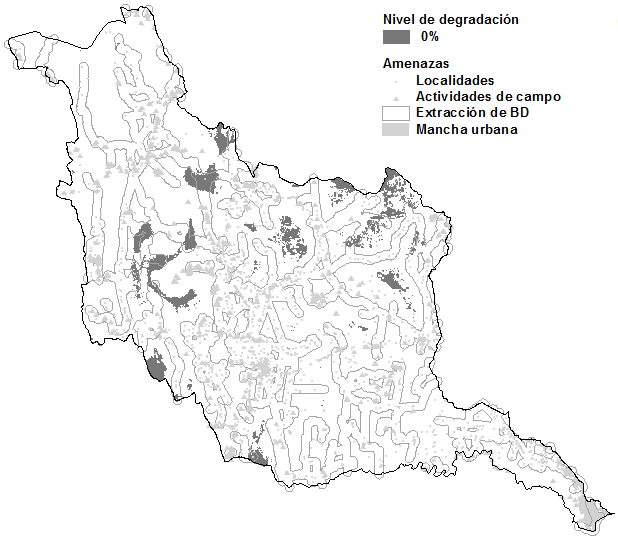 Nivel de degradación
0%
Amenazas
Localidades
Actividades de campo
Extracción de BD
Mancha urbana